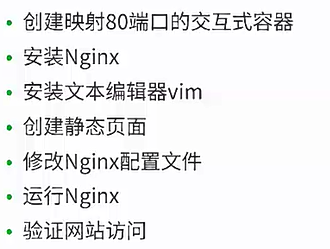 创建映射80端口的交互式容器
安装Nginx
安装文本编辑器vim
创建静态页面
修改Nginx配置文件
运行Nginx
验证网站访问